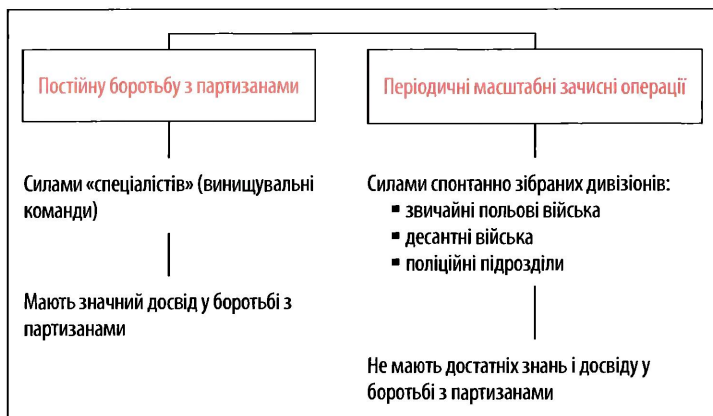 Постійну боротьбу з партизанами
Періодичні масштабні зачисні операції
Силами «спеціалістів» (винищувальні
команди)
Мають значний досвід у боротьбі з
партизанами
Силами спонтанно зібраних дивізіонів:
▪ звичайні польові війська
▪ десантні війська
▪ поліційні підрозділи
Не мають достатніх знань і досвіду у
боротьбі з партизанами